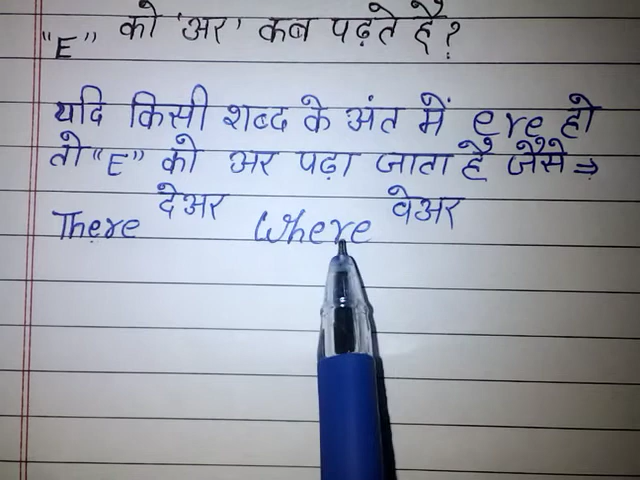 "E" को 'अर' कब पढ़ते है?
यदि किसी शब्द के अंत में ere हो
तो "E" को अर पढ़ा जाता है जैसे⇒
There देअर Where वेअर